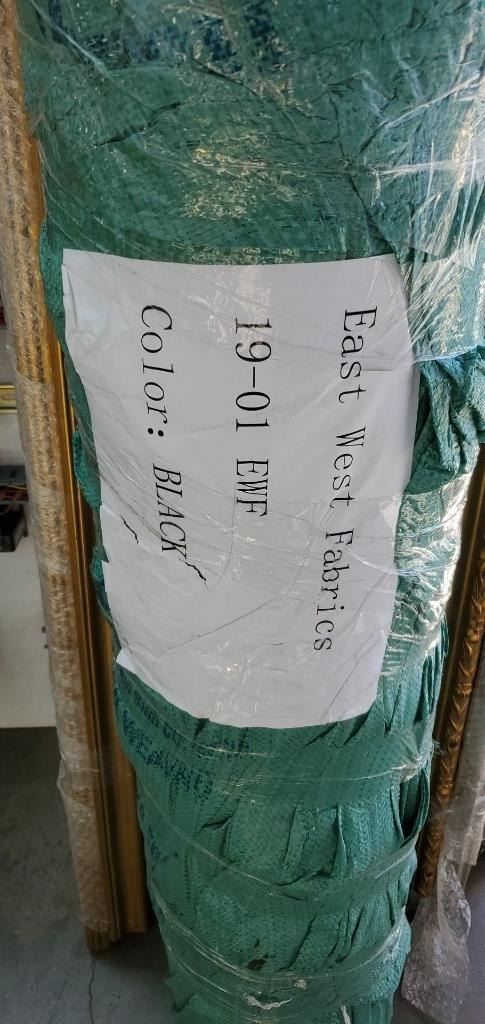 East West Fabrics
19-01 EWF
Color: BLACK